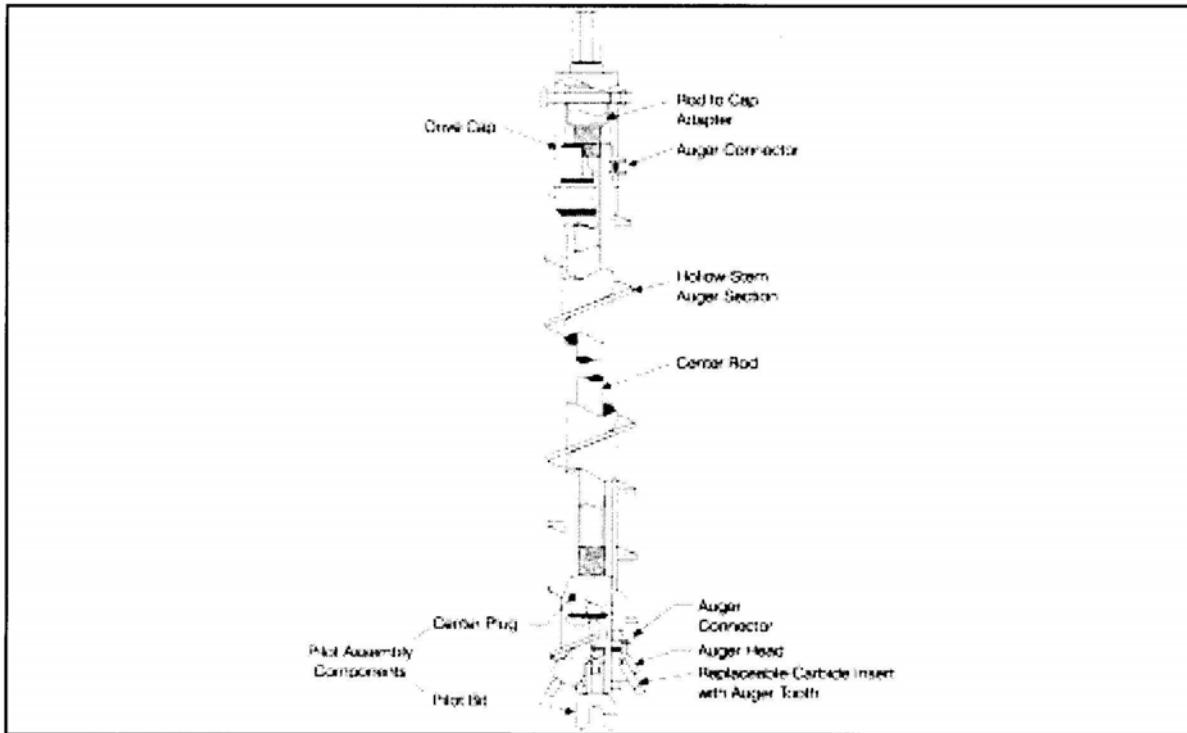 Rod to Cap
Adapter
Drive Cap
Auger Connector
Hollow Stem
Auger Section
Center Rod
Auger
Connector
Center Plug
Auger Head
Pilot Assembly
Components
Replaceable Carbide Insert
with Auger Tooth
Pilot Bit